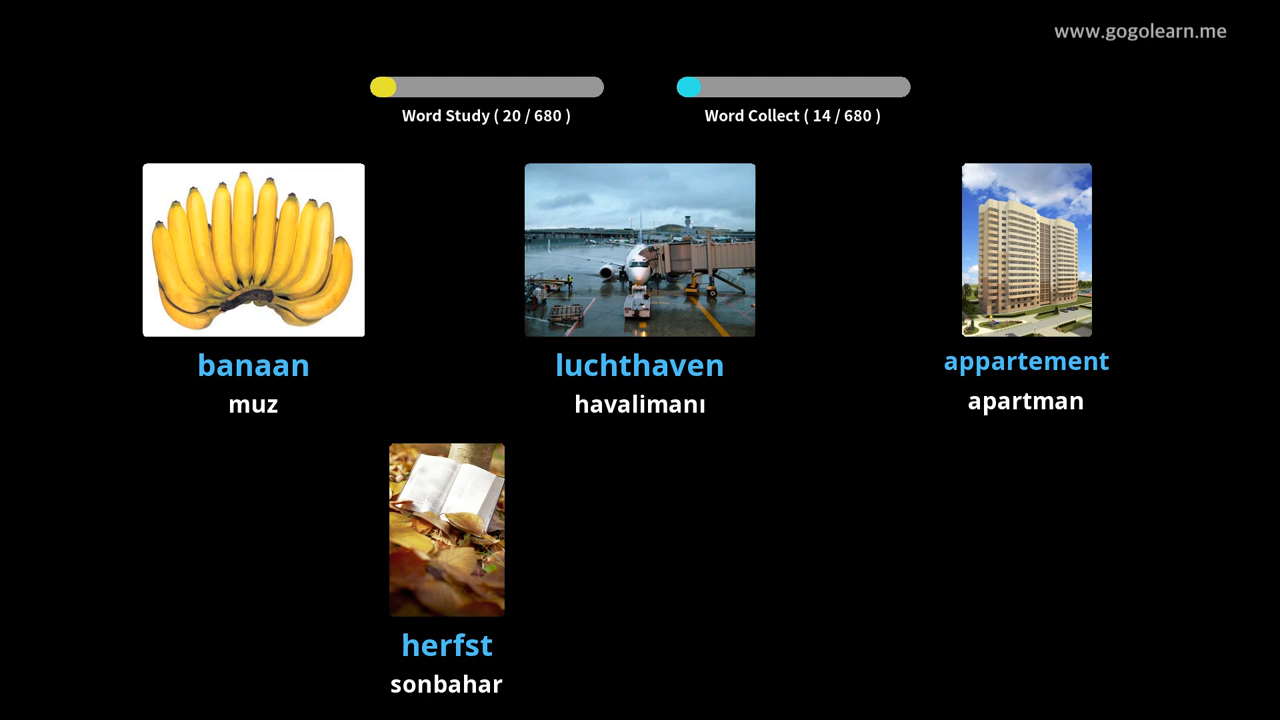 www.gogolearn.me
Word Study ( 20 / 680 )
Word Collect ( 14 / 680 )
banaan
muz
luchthaven
havalimanı
appartement
apartman
herfst
sonbahar